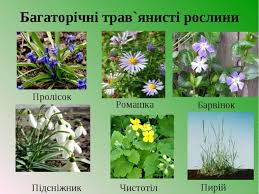 Багаторічні трав`янисті рослини
Пролісок
Ромашка
Барвінок
Підсніжник
Чистотіл
Пирій